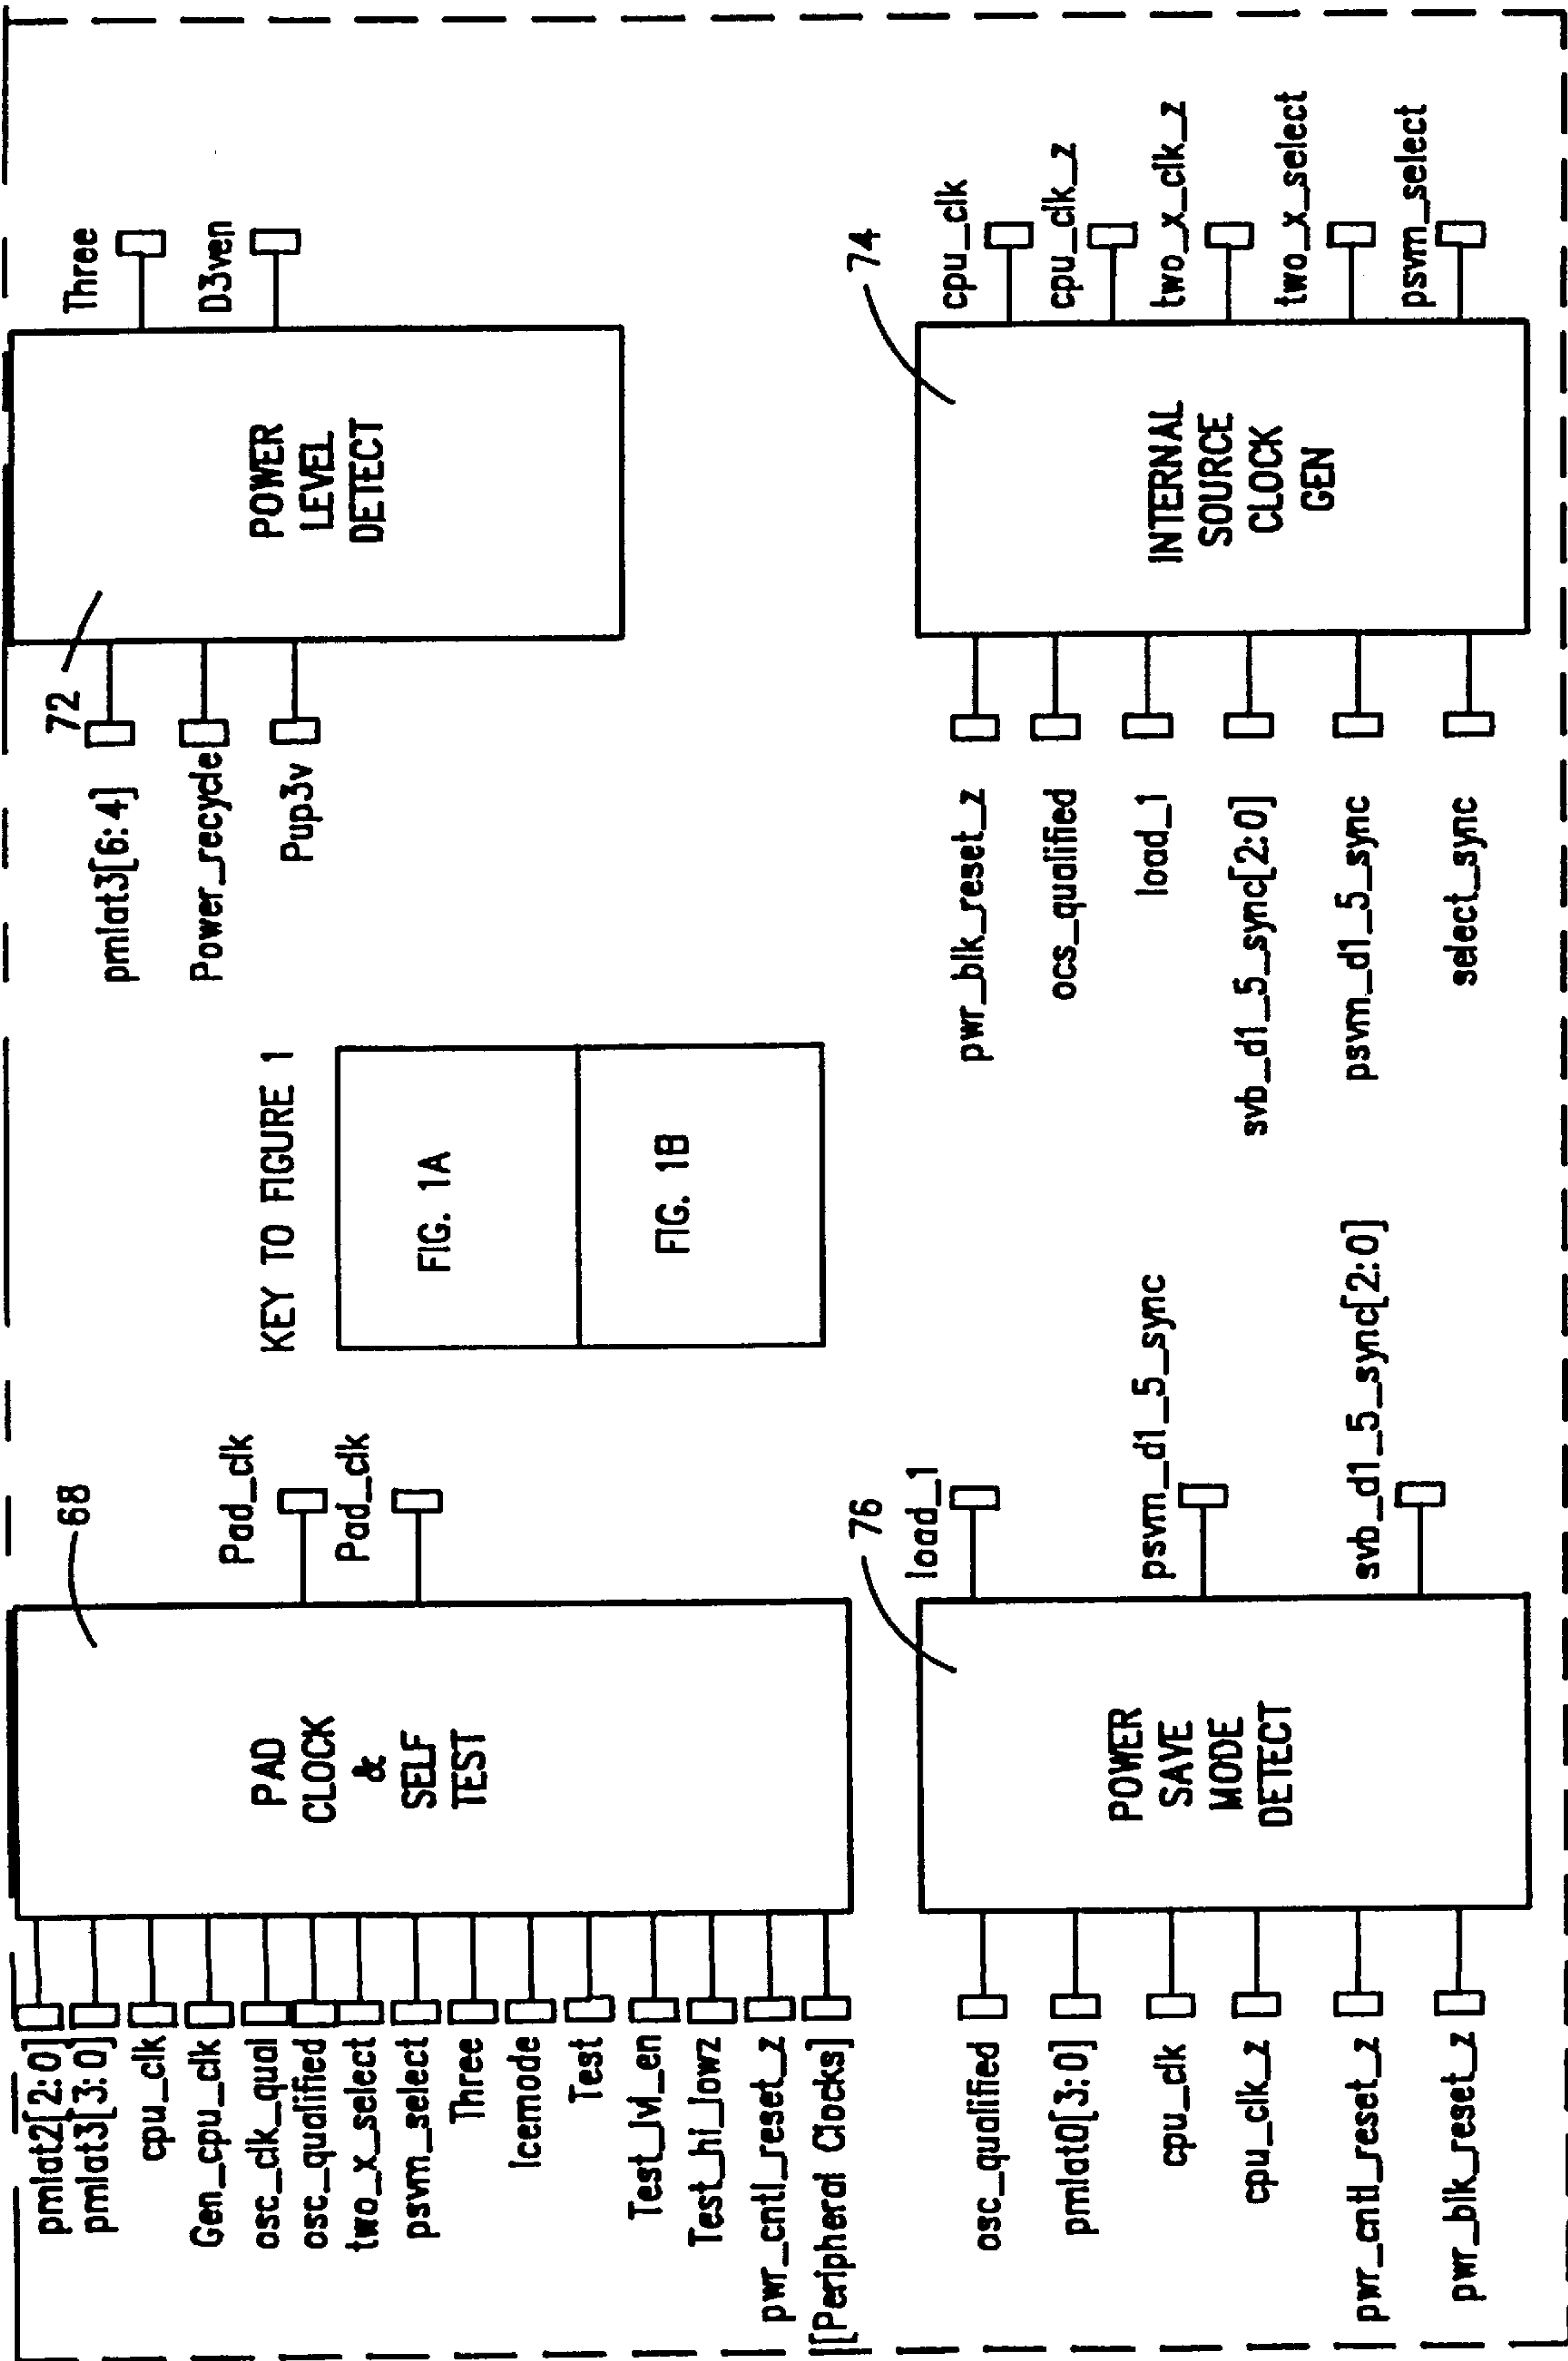 pmlat2[2:0]
pmlat3[3:0]
cpu_clk
Gen_cpu_clk
osc_clk_qual
osc_qualified
two_x_select
psvm_select
Three
Icemode
Test
Test_lvl_en
Test_hi_lowz
pwr_cntl_reset_z
[Peripheral Clocks]
PAD
CLOCK
&
SELF
TEST
68
Pad_clk
Pad_clk
KEY TO FIGURE 1
FIG. 1A
FIG. 1B
pmlat3[6:4]
Power_recycle
Pup3v
72
POWER
LEVEL
DETECT
Three
D3ven
osc_qualified
pmlat0[3:0]
cpu_clk
cpu_clk_z
pwr_cntl_reset_z
pwr_blk_reset_z
POWER
SAVE
MODE
DETECT
76
load_1
psvm_d1_5_sync
svb_d1_5_sync[2:0]
pwr_blk_reset_z
ocs_qualified
load_1
svb_d1_5_sync[2:0]
psvm_d1_5_sync
select_sync
INTERNAL
SOURCE
CLOCK
GEN
74
cpu_clk
cpu_clk_z
two_x_clk_z
two_x_select
psvm_select